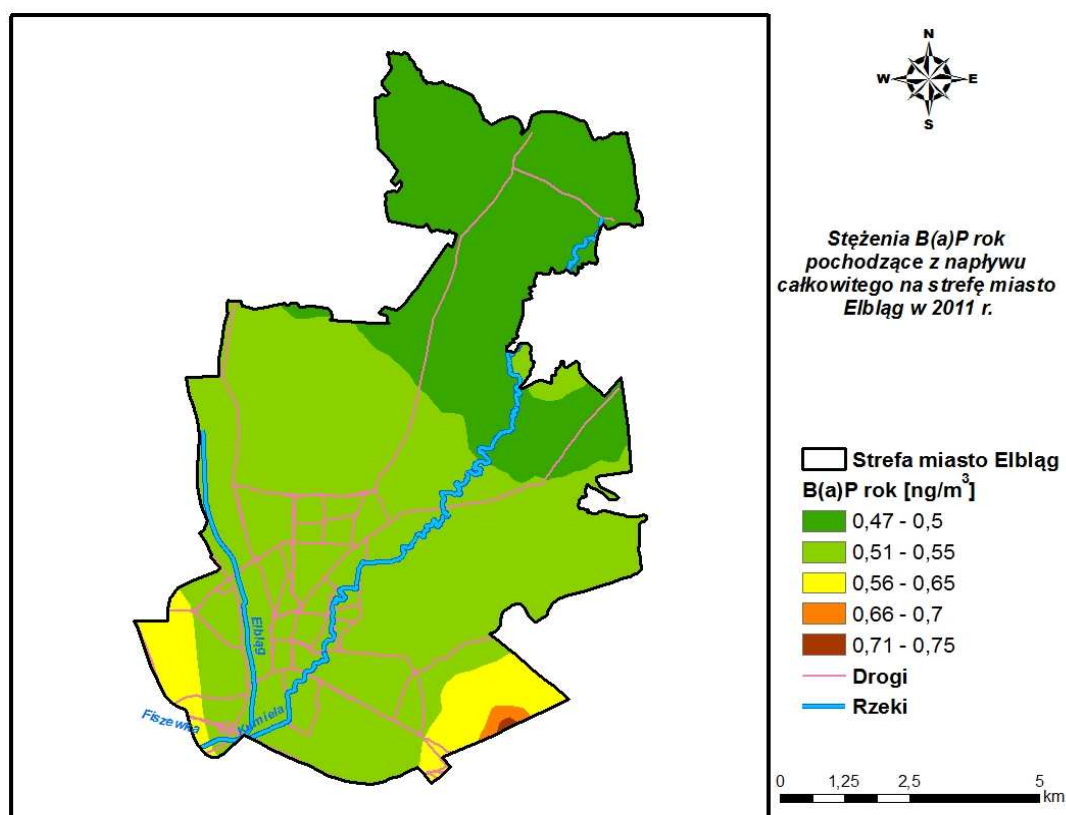 N
W E
S
Stężenia B(a)P rok
pochodzące z napływu
całkowitego na strefę miasto
Elbląg w 2011 r.
Strefa miasto Elbląg
B(a)P rok [ng/m³]
0,47 - 0,5
0,51 - 0,55
0,56 - 0,65
0,66 - 0,7
0,71 - 0,75
Drogi
Rzeki
Elbląg
Fiszewka
Kumiela
0 1,25 2,5 5
km